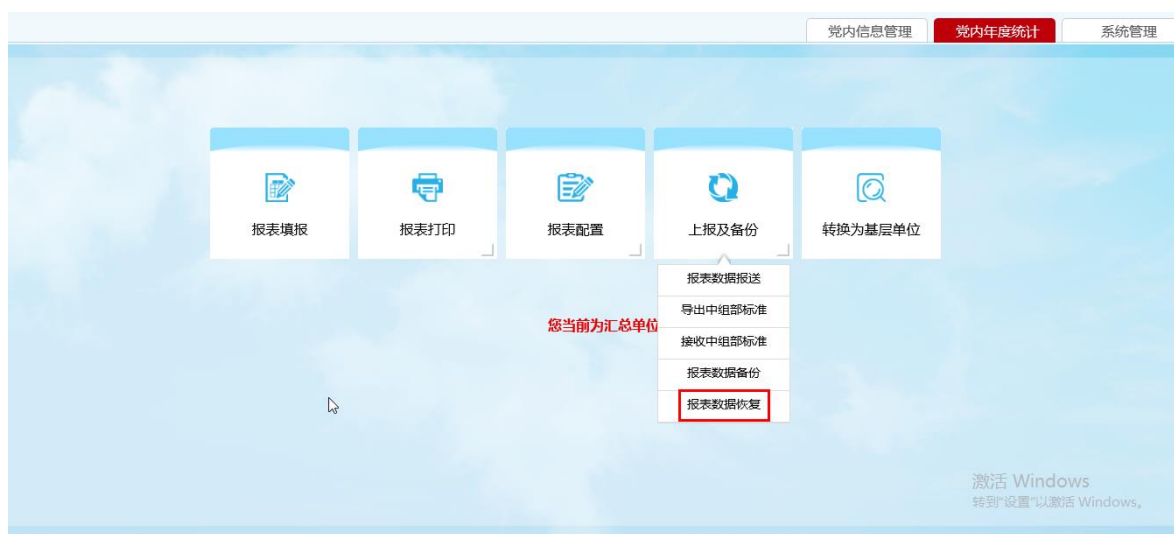 党内信息管理 党内年度统计 系统管理
报表填报 报表打印 报表配置 上报及备份 转换为基层单位
报表数据报送
导出中组部标准
您当前为汇总单位
接收中组部标准
报表数据备份
报表数据恢复
激活 Windows
转到"设置"以激活 Windows。